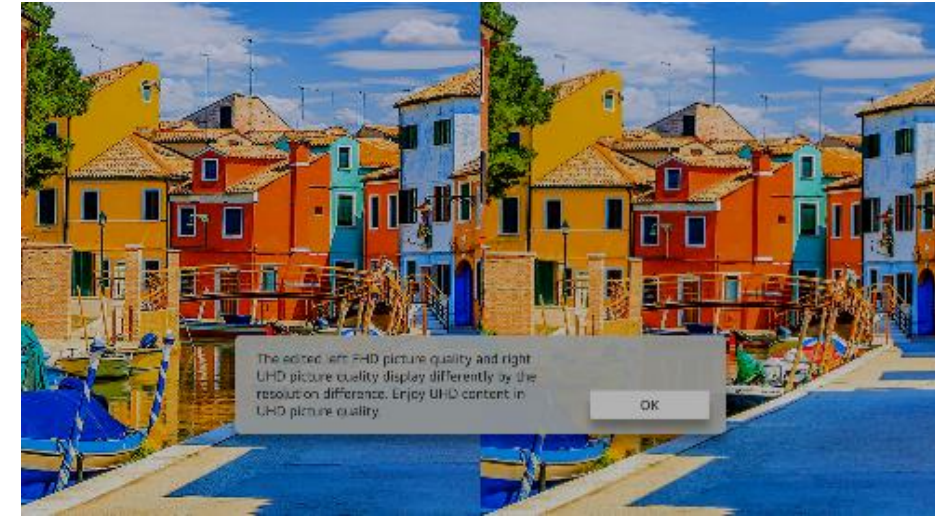 The edited left FHD picture quality and right
UHD picture quality display differently by the
resolution difference. Enjoy UHD content in
UHD picture quality.
OK